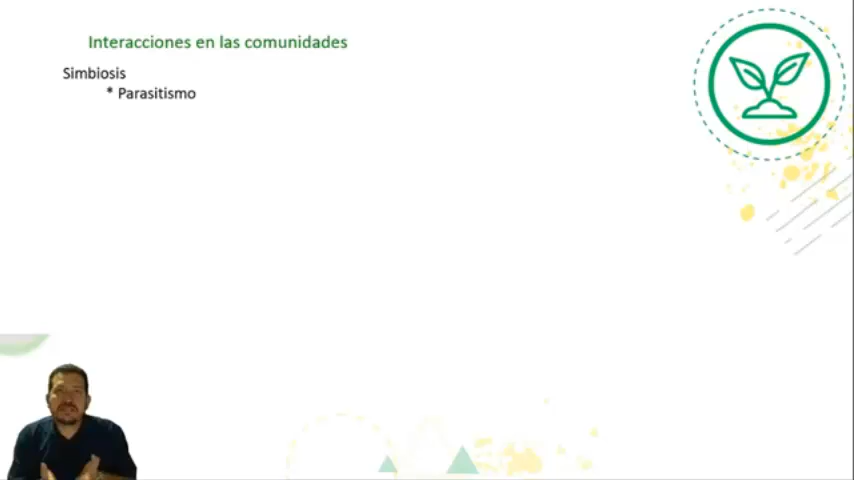 Interacciones en las comunidades
Simbiosis
* Parasitismo